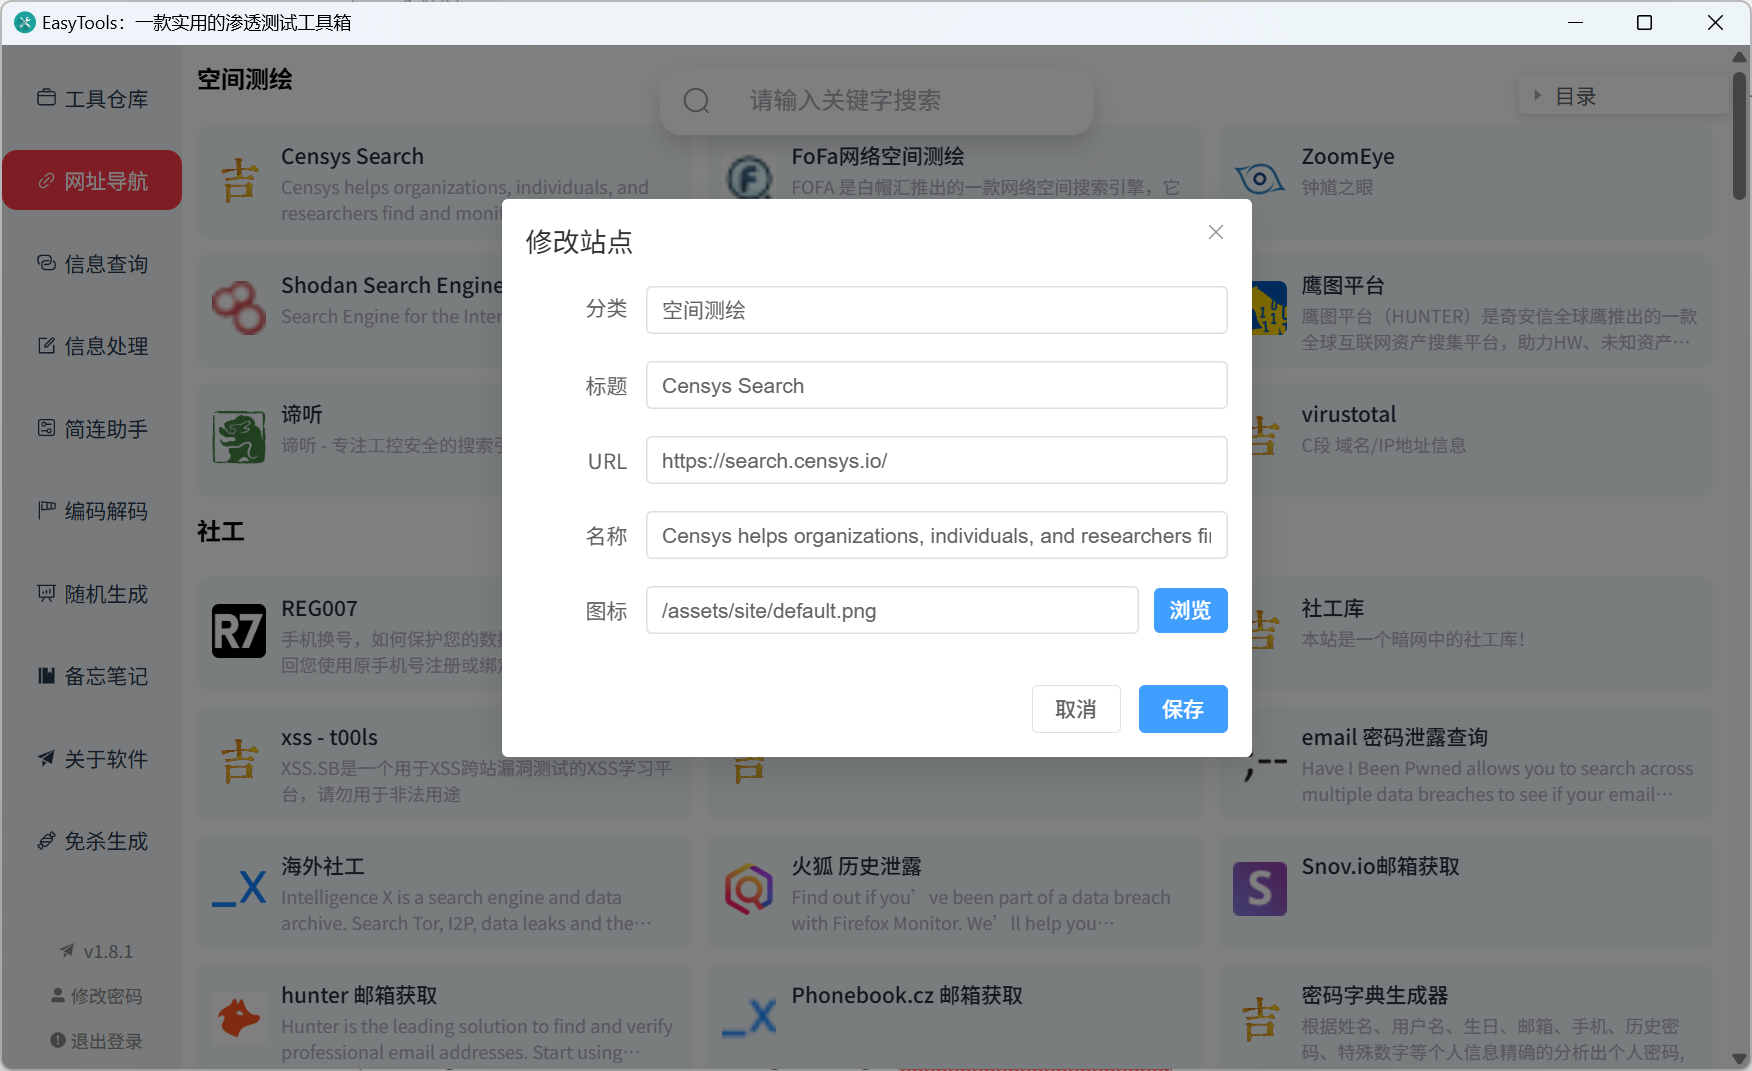 EasyTools：一款实用的渗透测试工具箱
工具仓库
网址导航
信息查询
信息处理
简连助手
编码解码
随机生成
备忘笔记
关于软件
免杀生成
v1.8.1
修改密码
退出登录
空间测绘
请输入关键字搜索
目录
Censys Search
Censys helps organizations, individuals, and
researchers find and monit
FoFa网络空间测绘
FOFA 是白帽汇推出的一款网络空间搜索引擎，它
ZoomEye
钟馗之眼
Shodan Search Engine
Search Engine for the Inter
鹰图平台
鹰图平台（HUNTER）是奇安信全球鹰推出的一款
全球互联网资产搜集平台，助力HW、未知资产…
谛听
谛听 - 专注工控安全的搜索引
virustotal
C段 域名/IP地址信息
修改站点
分类
空间测绘
标题
Censys Search
URL
https://search.censys.io/
名称
Censys helps organizations, individuals, and researchers fi
图标
/assets/site/default.png
浏览
取消
保存
社工
REG007
手机换号，如何保护您的数
回您使用原手机号注册或绑
社工库
本站是一个暗网中的社工库！
xss - t00ls
XSS.SB是一个用于XSS跨站漏洞测试的XSS学习平
台，请勿用于非法用途
email 密码泄露查询
Have I Been Pwned allows you to search across
multiple data breaches to see if your email…
海外社工
Intelligence X is a search engine and data
archive. Search Tor, I2P, data leaks and the…
火狐 历史泄露
Find out if you’ve been part of a data breach
with Firefox Monitor. We’ll help you…
Snov.io邮箱获取
hunter 邮箱获取
Hunter is the leading solution to find and verify
professional email addresses. Start using…
Phonebook.cz 邮箱获取
密码字典生成器
根据姓名、用户名、生日、邮箱、手机、历史密
码、特殊数字等个人信息精确的分析出个人密码,